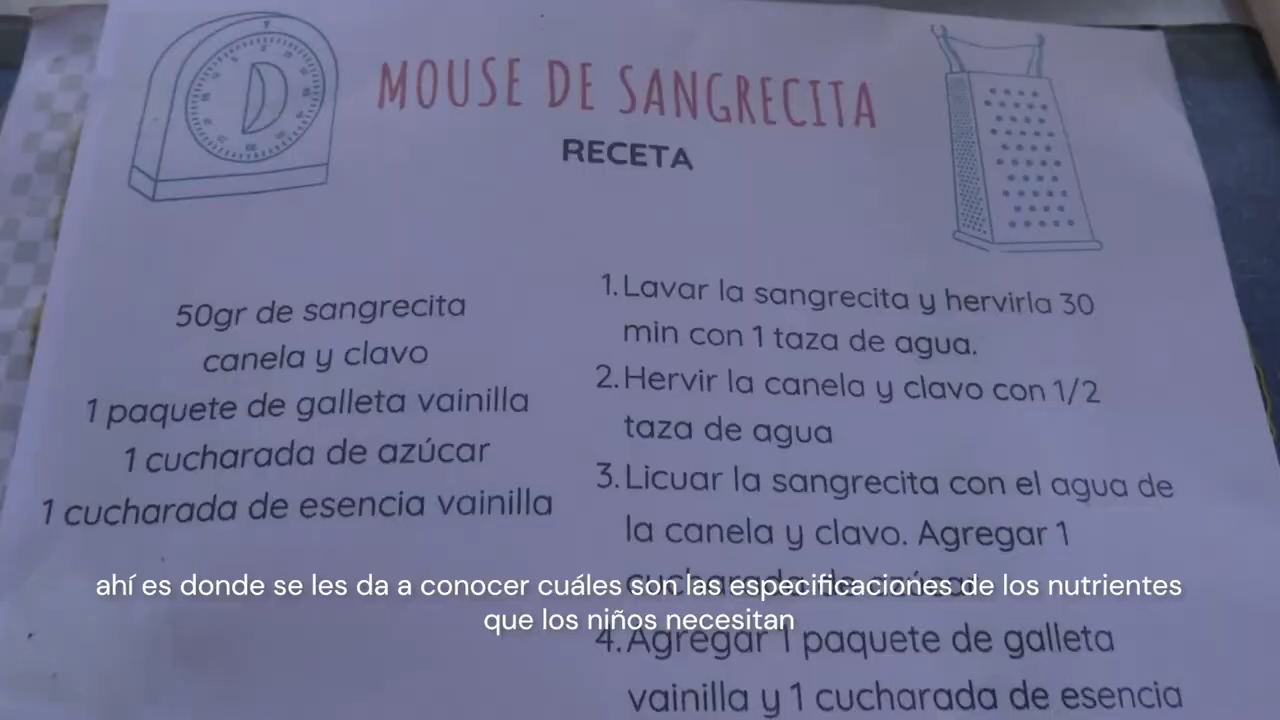 MOUSE DE SANGRECITA
RECETA
50gr de sangrecita
canela y clavo
1 paquete de galleta vainilla
1 cucharada de azúcar
1 cucharada de esencia vainilla
1. Lavar la sangrecita y hervirla 30
min con 1 taza de agua.
2. Hervir la canela y clavo con 1/2
taza de agua
3. Licuar la sangrecita con el agua de
la canela y clavo. Agregar 1
cucharada de azúcar
4. Agregar 1 paquete de galleta
vainilla y 1 cucharada de esencia
ahí es donde se les da a conocer cuáles son las especificaciones de los nutrientes
que los niños necesitan